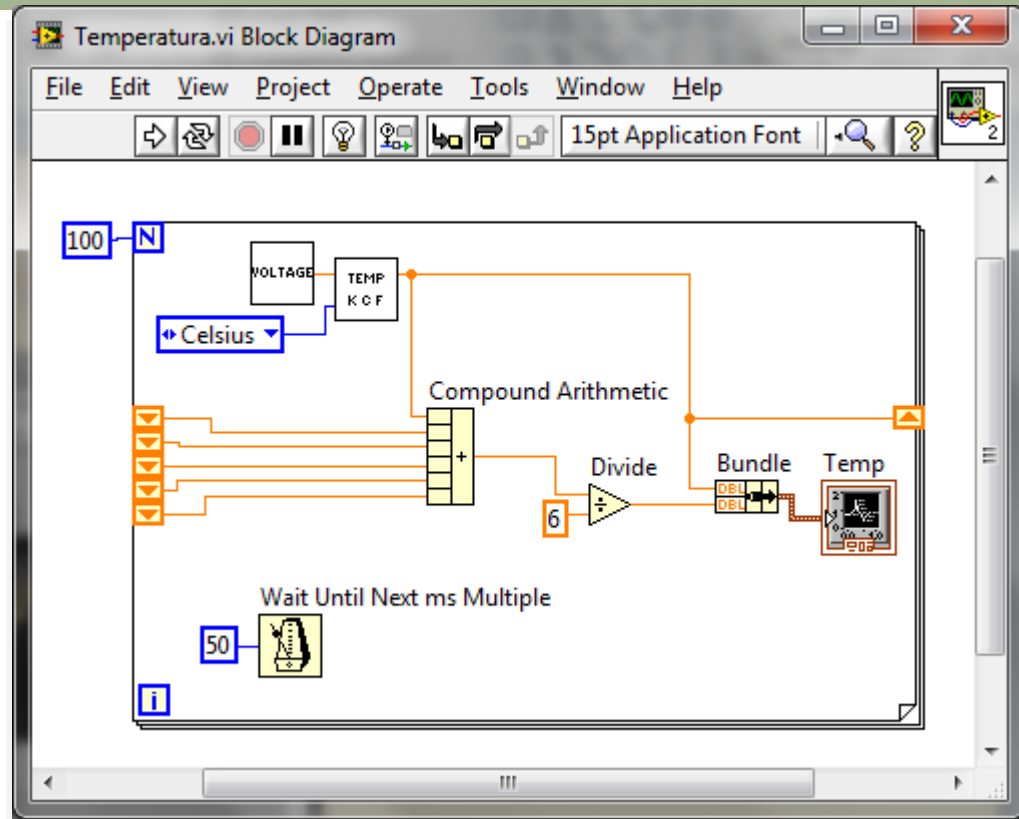 Temperatura.vi Block Diagram
File Edit View Project Operate Tools Window Help
15pt Application Font
2
100 N
VOLTAGE
TEMP
K C F
Celsius
Compound Arithmetic
+
Divide
÷
6
Bundle
DBL
DBL
Temp
Wait Until Next ms Multiple
50
i